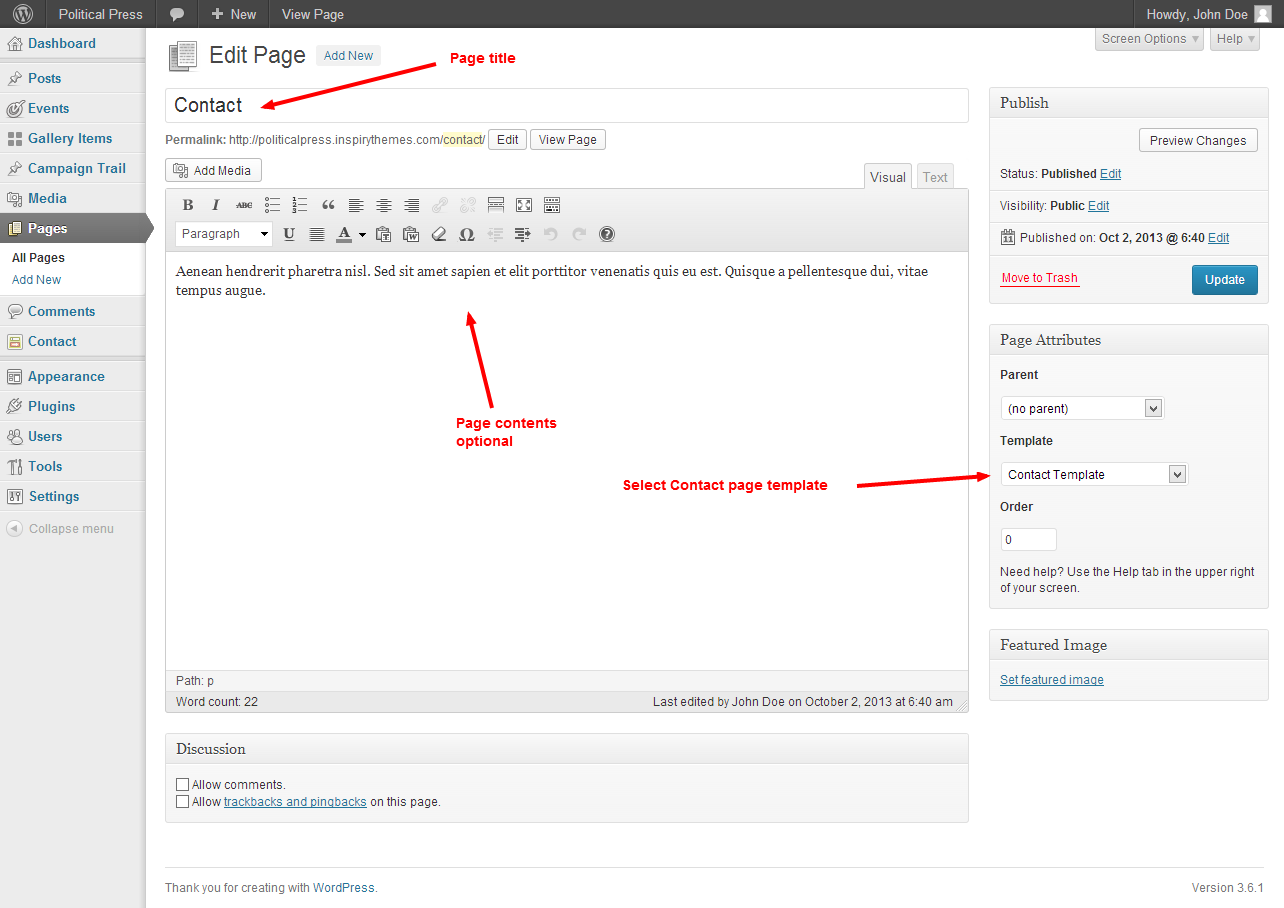 Political Press
New
View Page
Howdy, John Doe
Dashboard
Posts
Events
Gallery Items
Campaign Trail
Media
Pages
All Pages
Add New
Comments
Contact
Appearance
Plugins
Users
Tools
Settings
Collapse menu
Screen Options
Help
Edit Page Add New
Page title
Contact
Permalink: http://politicalpress.inspirythemes.com/contact/ Edit View Page
Add Media
Visual Text
B I ABC
Paragraph U A
Aenean hendrerit pharetra nisl. Sed sit amet sapien et elit porttitor venenatis quis eu est. Quisque a pellentesque dui, vitae
tempus augue.
Page contents
optional
Select Contact page template
Path: p
Word count: 22
Last edited by John Doe on October 2, 2013 at 6:40 am
Discussion
Allow comments.
Allow trackbacks and pingbacks on this page.
Publish
Preview Changes
Status: Published Edit
Visibility: Public Edit
11 Published on: Oct 2, 2013 @ 6:40 Edit
Move to Trash
Update
Page Attributes
Parent
(no parent)
Template
Contact Template
Order
0
Need help? Use the Help tab in the upper right
of your screen.
Featured Image
Set featured image
Thank you for creating with WordPress.
Version 3.6.1